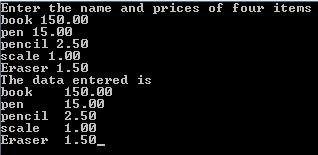 Enter the name and prices of four items
book 150.00
pen 15.00
pencil 2.50
scale 1.00
Eraser 1.50
The data entered is
book    150.00
pen     15.00
pencil  2.50
scale   1.00
Eraser  1.50_